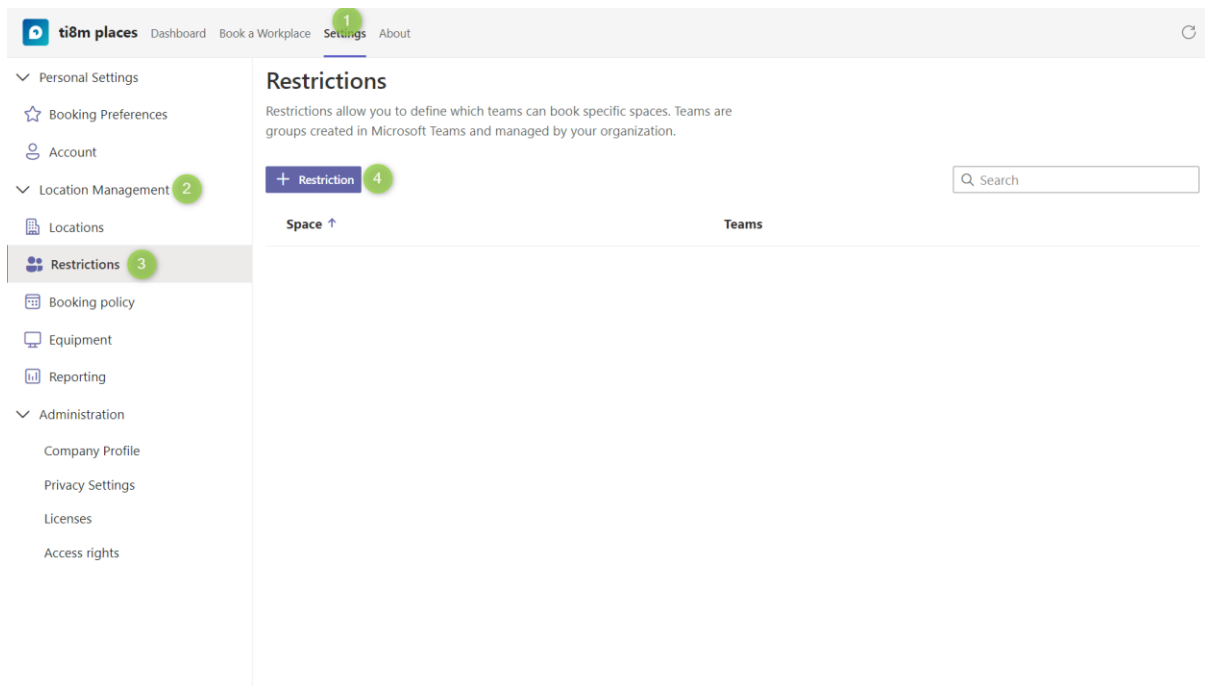 ti8m places Dashboard Book a Workplace Settings About
1
Personal Settings
Booking Preferences
Account
Location Management 2
Locations
Restrictions 3
Booking policy
Equipment
Reporting
Administration
Company Profile
Privacy Settings
Licenses
Access rights
Restrictions
Restrictions allow you to define which teams can book specific spaces. Teams are
groups created in Microsoft Teams and managed by your organization.
+ Restriction 4
Search
Space ↑ Teams